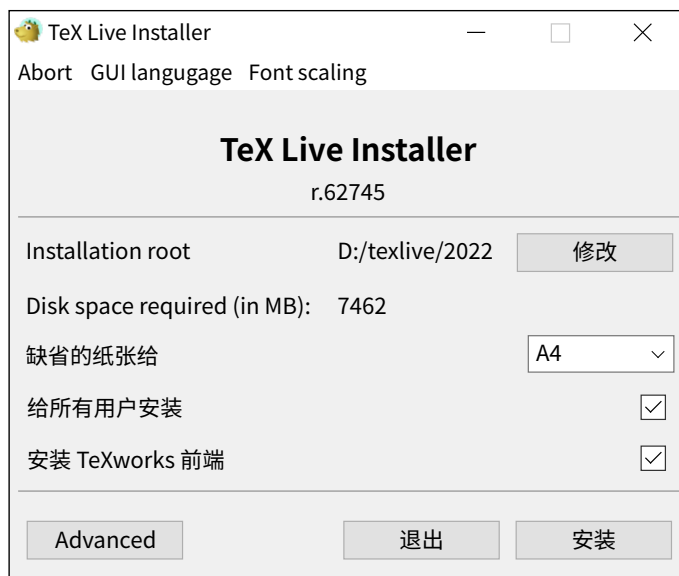 TeX Live Installer
Abort GUI langugage Font scaling
TeX Live Installer
r.62745
Installation root D:/texlive/2022 修改
Disk space required (in MB): 7462
缺省的纸张给 A4
给所有用户安装
安装 TeXworks 前端
Advanced 退出 安装